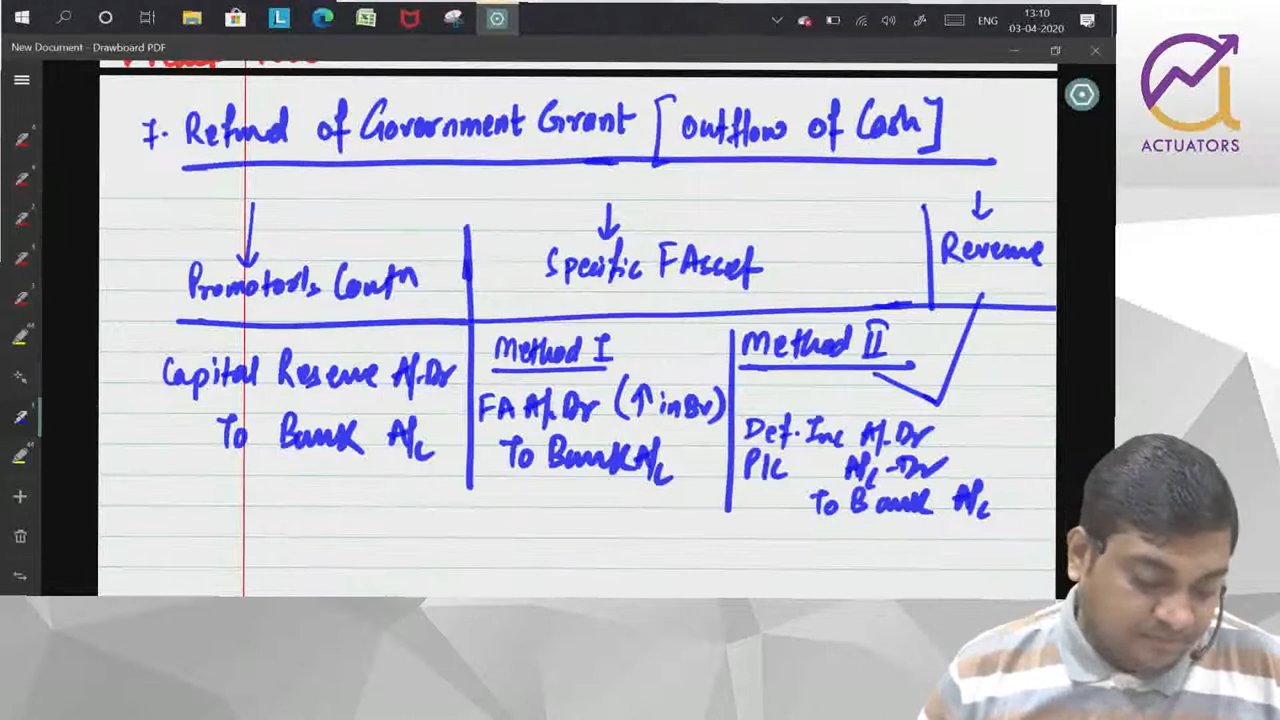 13:10
ENG
03-04-2020
New Document - Drawboard PDF
ACTUATORS
7. Refund of Government Grant [outflow of Cash]
Promotor's Contn
Specific FAsset
Revenue
Capital Reserve A/c. Dr
To Bank A/c
Method I
FA A/c. Dr (↑ in BV)
To Bank A/c
Method II
Def. Inc A/c. Dr
P/L A/c -Dr
To Bank A/c